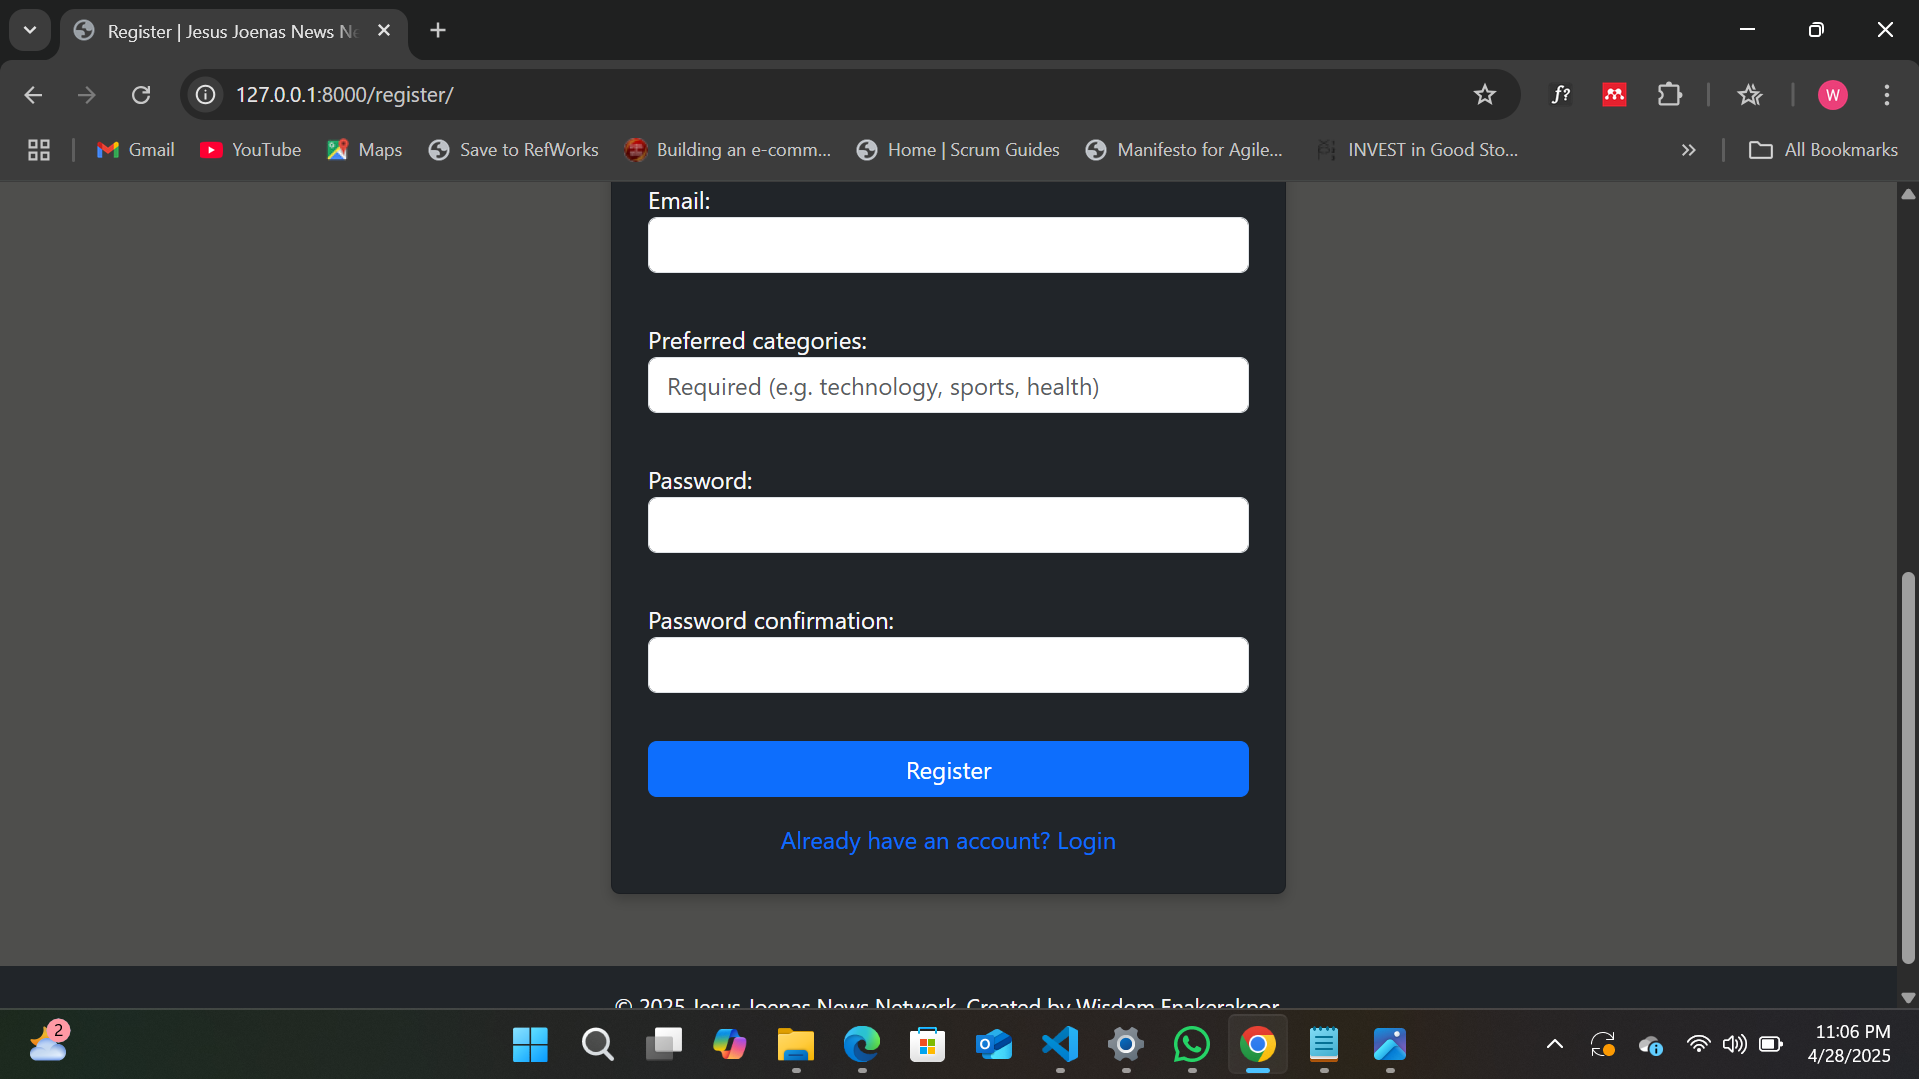 Register | Jesus Joenas News Ne
127.0.0.1:8000/register/
f?
W
Gmail
YouTube
Maps
Save to RefWorks
Building an e-comm...
Home | Scrum Guides
Manifesto for Agile...
INVEST in Good Sto...
All Bookmarks
Email:
Preferred categories:
Required (e.g. technology, sports, health)
Password:
Password confirmation:
Register
Already have an account? Login
© 2025 Jesus Joenas News Network. Created by Wisdom Enakerakpor
2
11:06 PM
4/28/2025